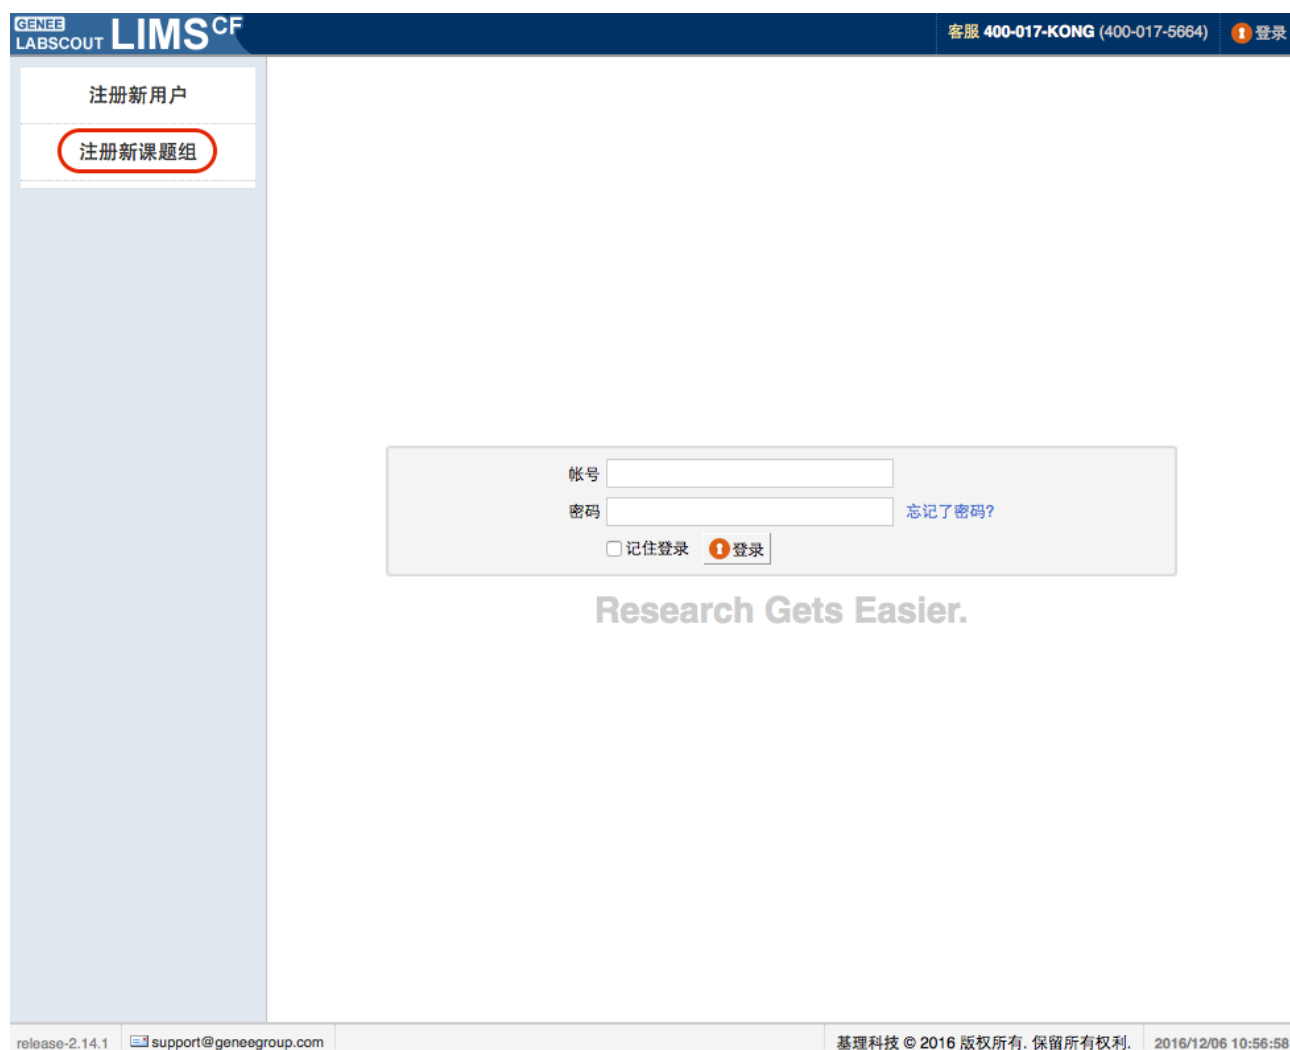 GENEE
LABSCOUT LIMS CF
客服 400-017-KONG (400-017-5664)
登录
注册新用户
注册新课题组
帐号
密码
忘记了密码?
记住登录
登录
Research Gets Easier.
release-2.14.1
support@geneegroup.com
基理科技 © 2016 版权所有. 保留所有权利.
2016/12/06 10:56:58